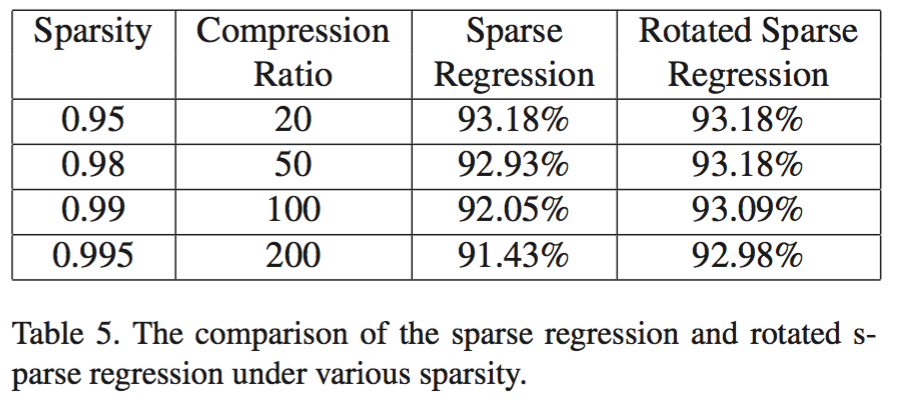 Sparsity Compression Ratio Sparse Regression Rotated Sparse Regression
0.95 20 93.18% 93.18%
0.98 50 92.93% 93.18%
0.99 100 92.05% 93.09%
0.995 200 91.43% 92.98%
Table 5. The comparison of the sparse regression and rotated s-
parse regression under various sparsity.